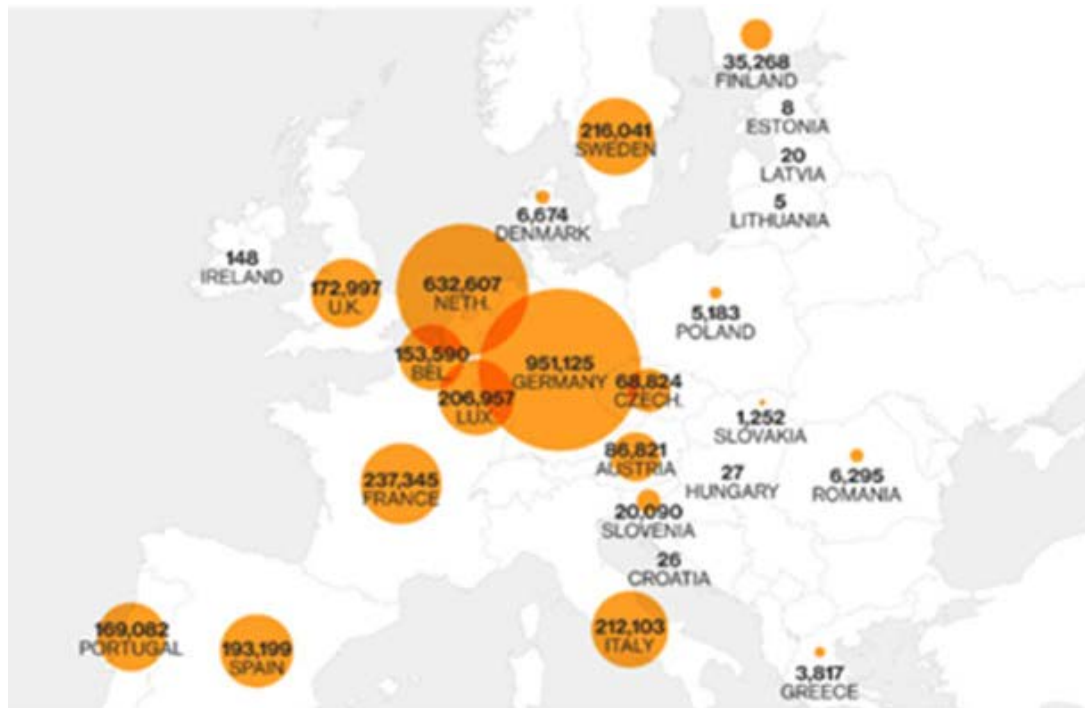 35,268
FINLAND
8
ESTONIA
216,041
SWEDEN
20
LATVIA
5
LITHUANIA
6,674
DENMARK
148
IRELAND
172,997
U.K.
632,607
NETH.
5,183
POLAND
153,590
BEL.
951,125
GERMANY
68,824
CZECH.
206,957
LUX.
1,252
SLOVAKIA
86,821
AUSTRIA
27
HUNGARY
6,295
ROMANIA
237,345
FRANCE
20,090
SLOVENIA
26
CROATIA
169,082
PORTUGAL
193,199
SPAIN
212,103
ITALY
3,817
GREECE